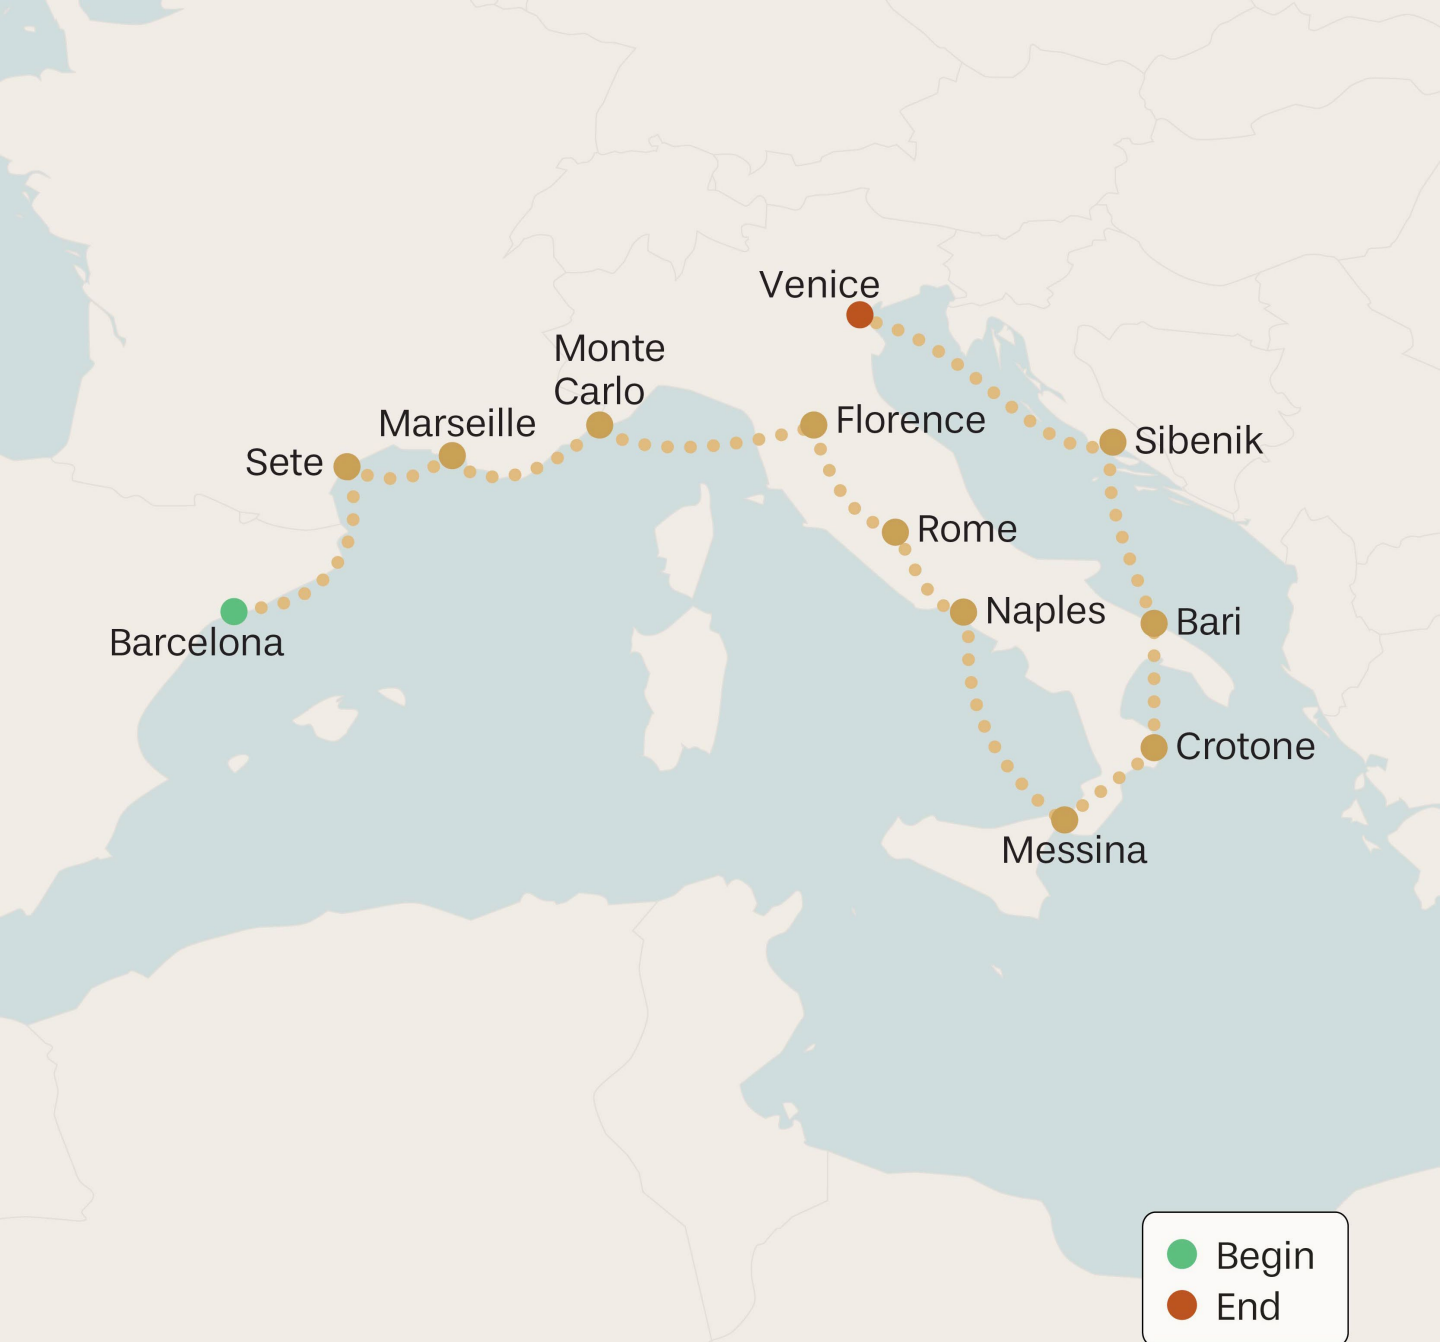 Venice
Monte
Carlo
Marseille
Florence
Sete
Sibenik
Rome
Barcelona
Naples
Bari
Crotone
Messina
Begin
End